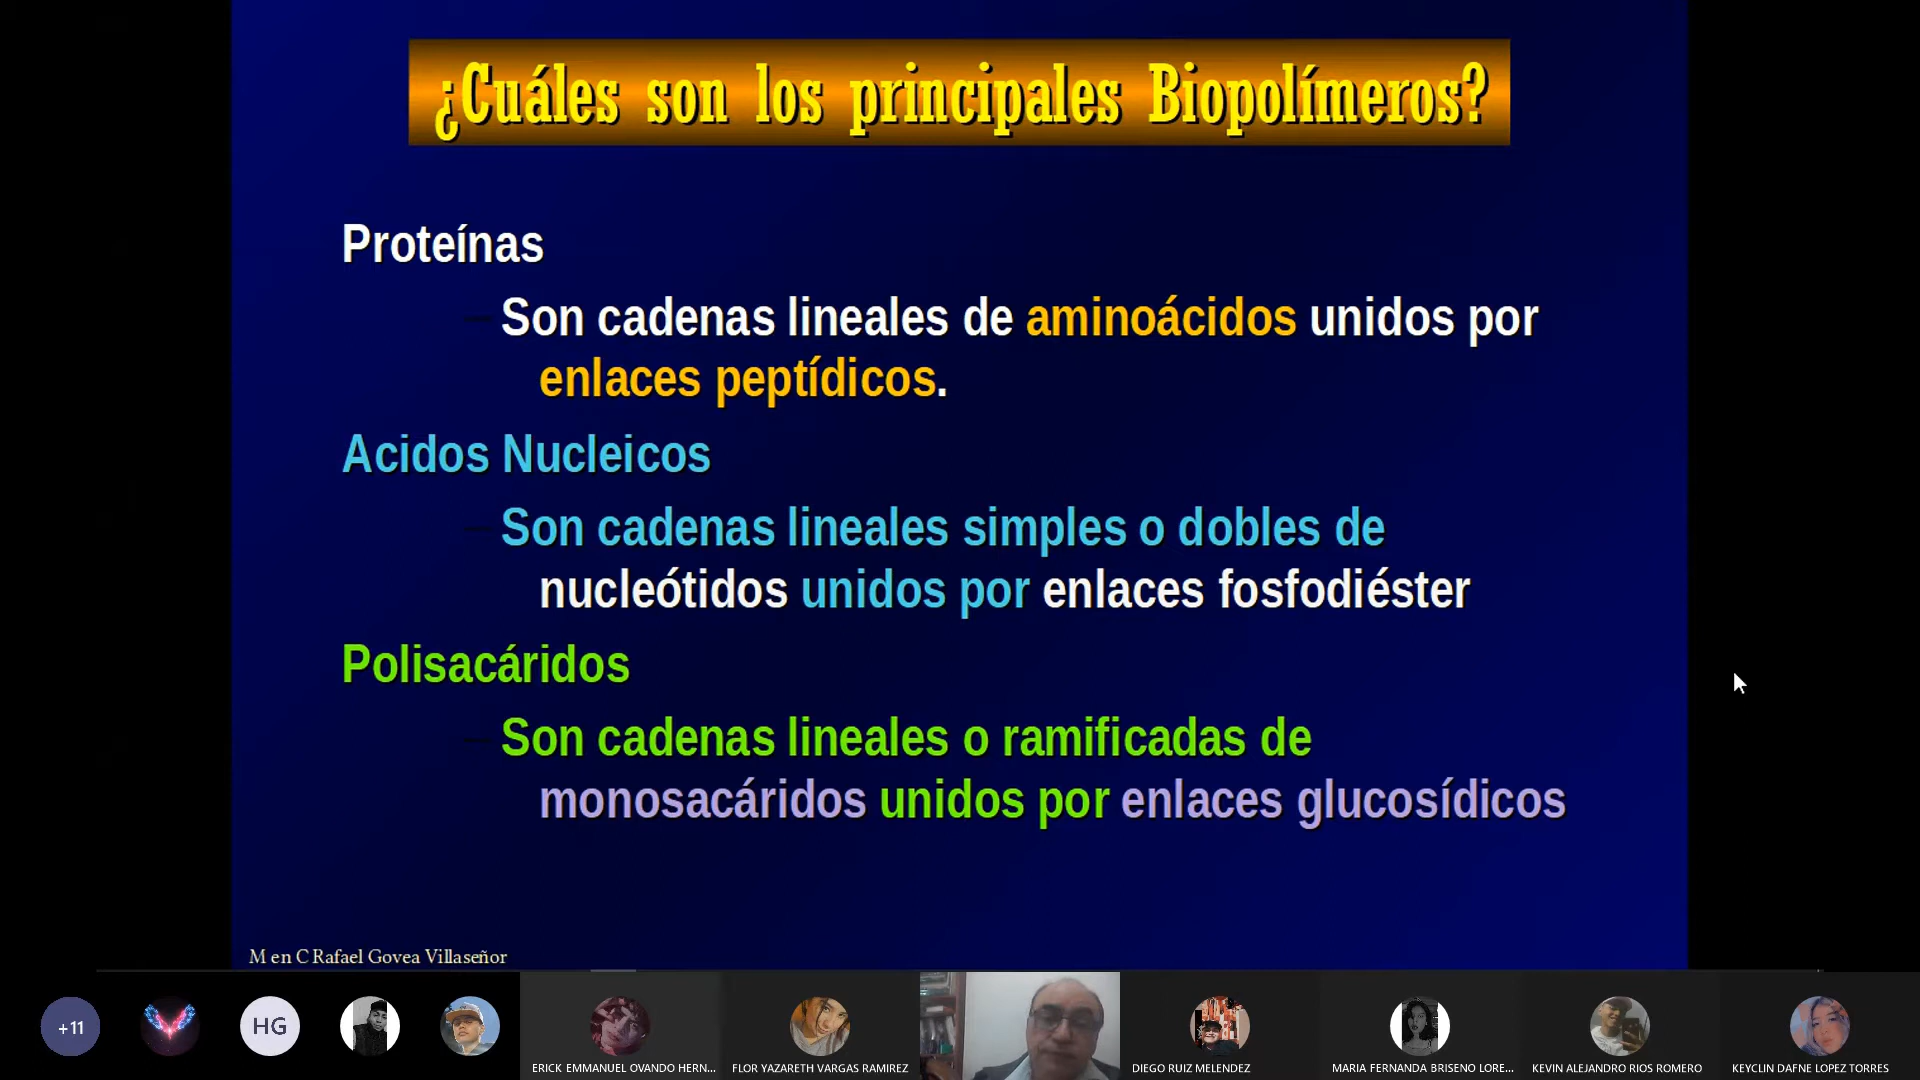 ¿Cuáles son los principales Biopolímeros?
Proteínas
– Son cadenas lineales de aminoácidos unidos por
enlaces peptídicos.
Acidos Nucleicos
– Son cadenas lineales simples o dobles de
nucleótidos unidos por enlaces fosfodiéster
Polisacáridos
– Son cadenas lineales o ramificadas de
monosacáridos unidos por enlaces glucosídicos
M en C Rafael Govea Villaseñor
+11
HG
ERICK EMMANUEL OVANDO HERN...
FLOR YAZARETH VARGAS RAMIREZ
DIEGO RUIZ MELENDEZ
MARIA FERNANDA BRISENO LORE...
KEVIN ALEJANDRO RIOS ROMERO
KEYCLIN DAFNE LOPEZ TORRES